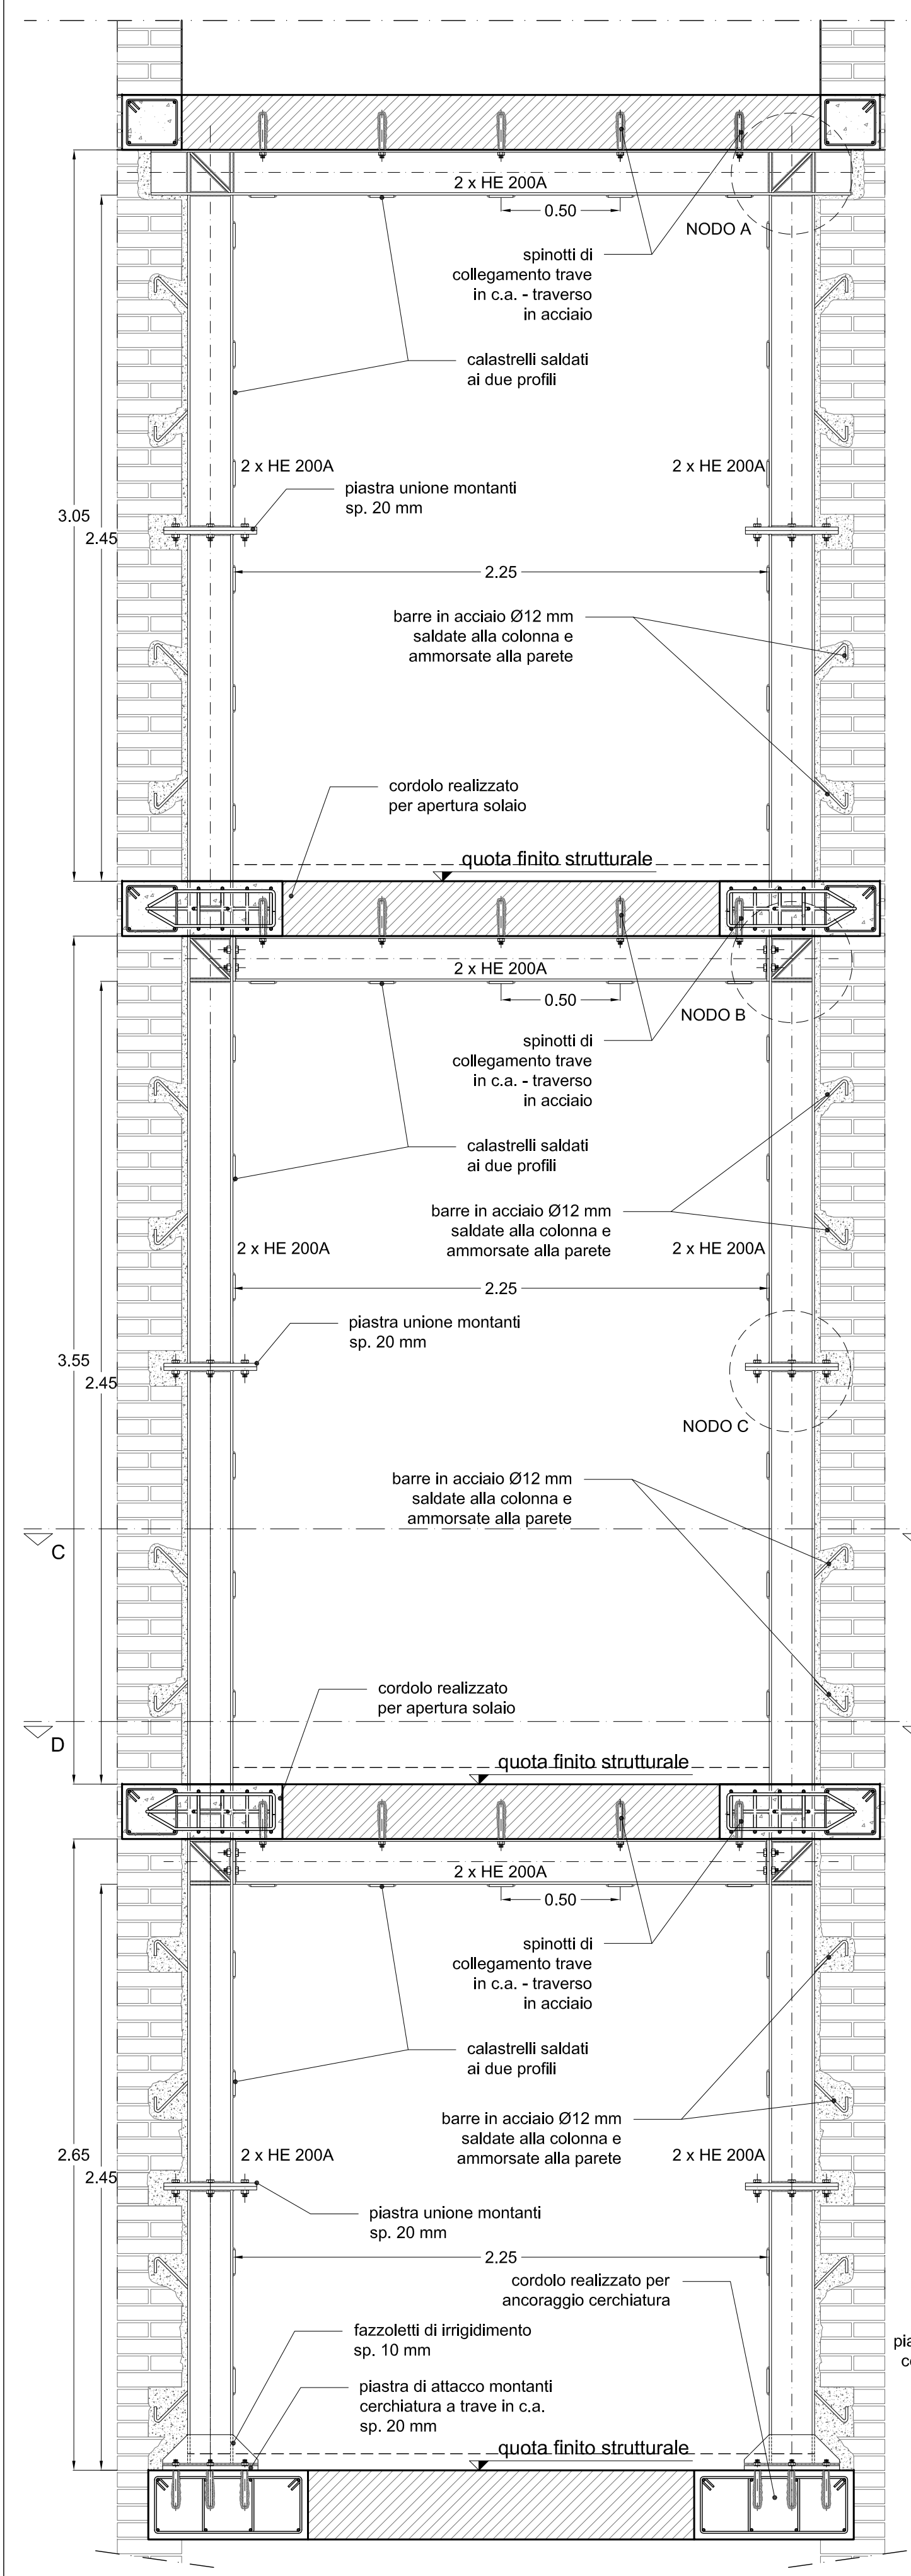 2 x HE 200A
0.50
NODO A
spinotti di
collegamento trave
in c.a. - traverso
in acciaio
calastrelli saldati
ai due profili
2 x HE 200A
2 x HE 200A
piastra unione montanti
sp. 20 mm
3.05
2.45
2.25
barre in acciaio Ø12 mm
saldate alla colonna e
ammorsate alla parete
cordolo realizzato
per apertura solaio
quota finito strutturale
2 x HE 200A
0.50
NODO B
spinotti di
collegamento trave
in c.a. - traverso
in acciaio
calastrelli saldati
ai due profili
barre in acciaio Ø12 mm
saldate alla colonna e
ammorsate alla parete
2 x HE 200A
2 x HE 200A
2.25
piastra unione montanti
sp. 20 mm
3.55
2.45
NODO C
barre in acciaio Ø12 mm
saldate alla colonna e
ammorsate alla parete
C
cordolo realizzato
per apertura solaio
D
quota finito strutturale
2 x HE 200A
0.50
spinotti di
collegamento trave
in c.a. - traverso
in acciaio
calastrelli saldati
ai due profili
barre in acciaio Ø12 mm
saldate alla colonna e
ammorsate alla parete
2.65
2.45
2 x HE 200A
2 x HE 200A
piastra unione montanti
sp. 20 mm
2.25
cordolo realizzato per
ancoraggio cerchiatura
fazzoletti di irrigidimento
sp. 10 mm
piastra di attacco montanti
cerchiatura a trave in c.a.
sp. 20 mm
quota finito strutturale